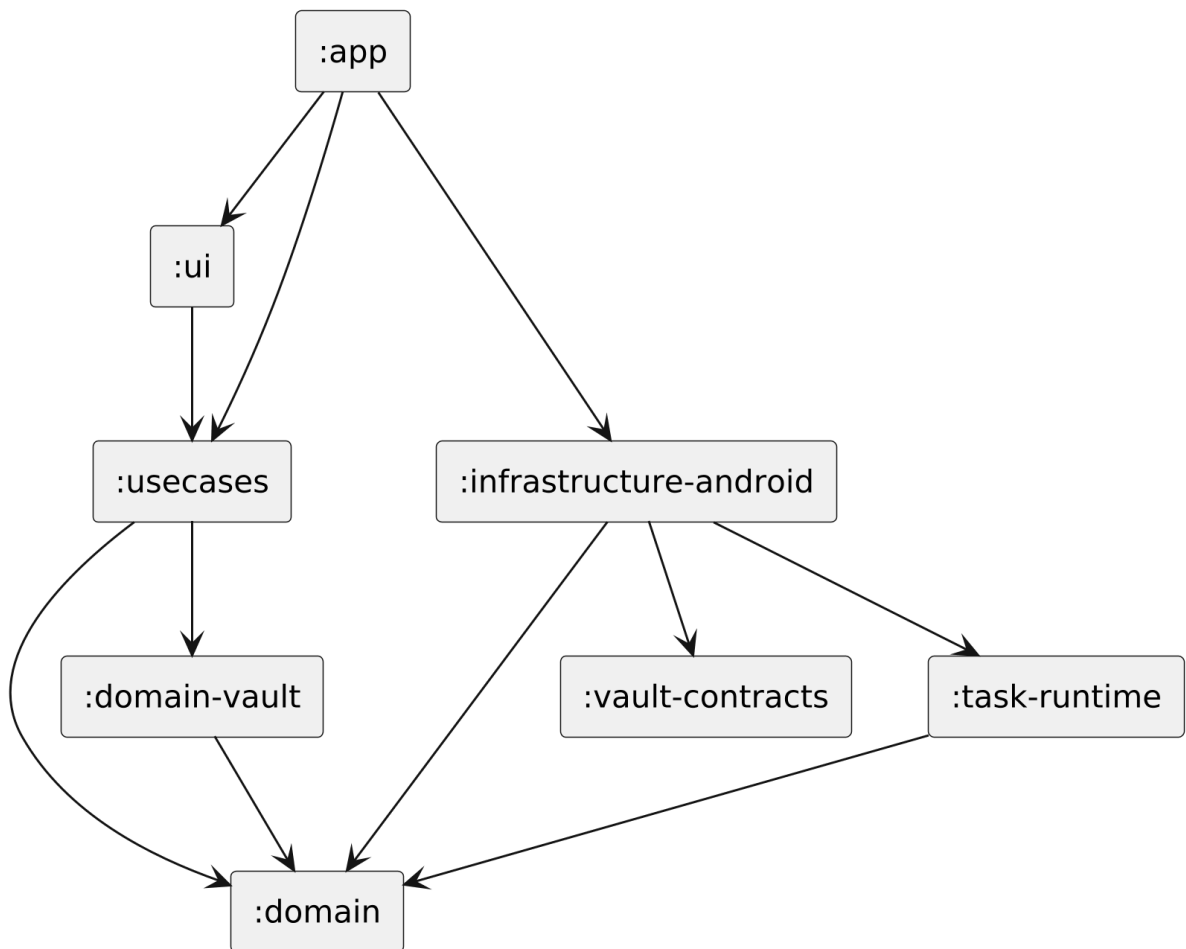 :app
:ui
:usecases
:infrastructure-android
:domain-vault
:vault-contracts
:task-runtime
:domain